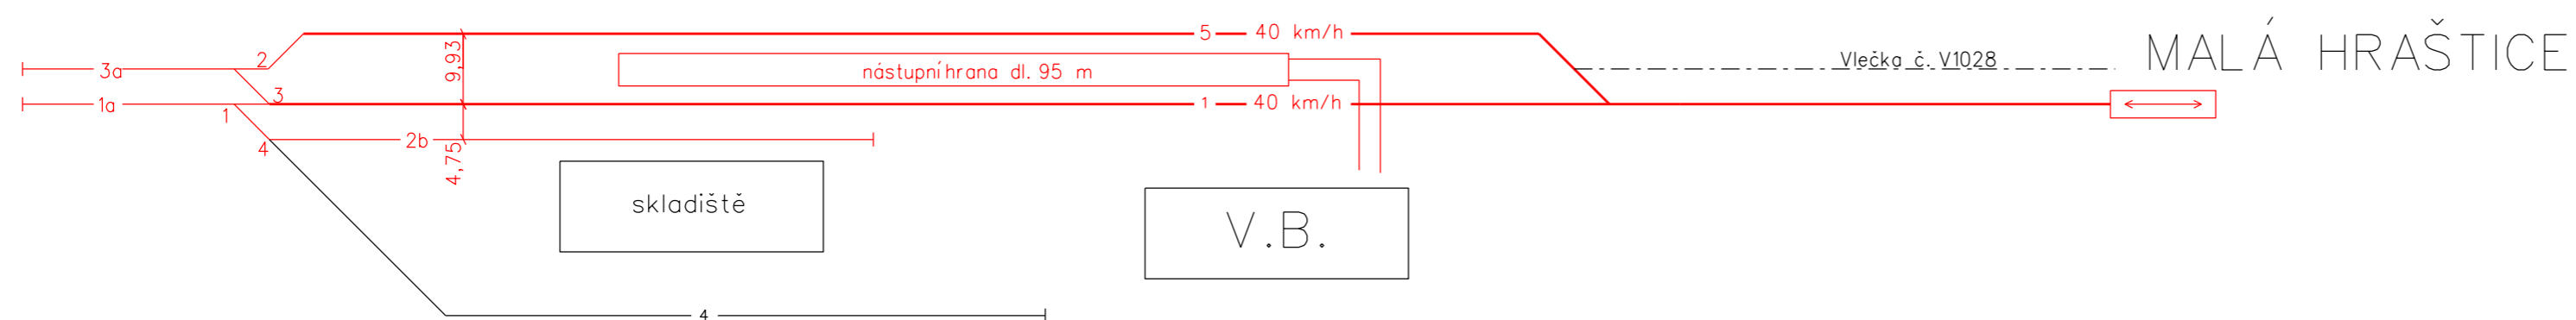 5 40 km/h
MALÁ HRAŠTICE
9,93
2
3a
nástupní hrana dl. 95 m
Vlečka č. V1028
3
1a
1
1 40 km/h
2b
4
4,75
skladiště
V.B.
4